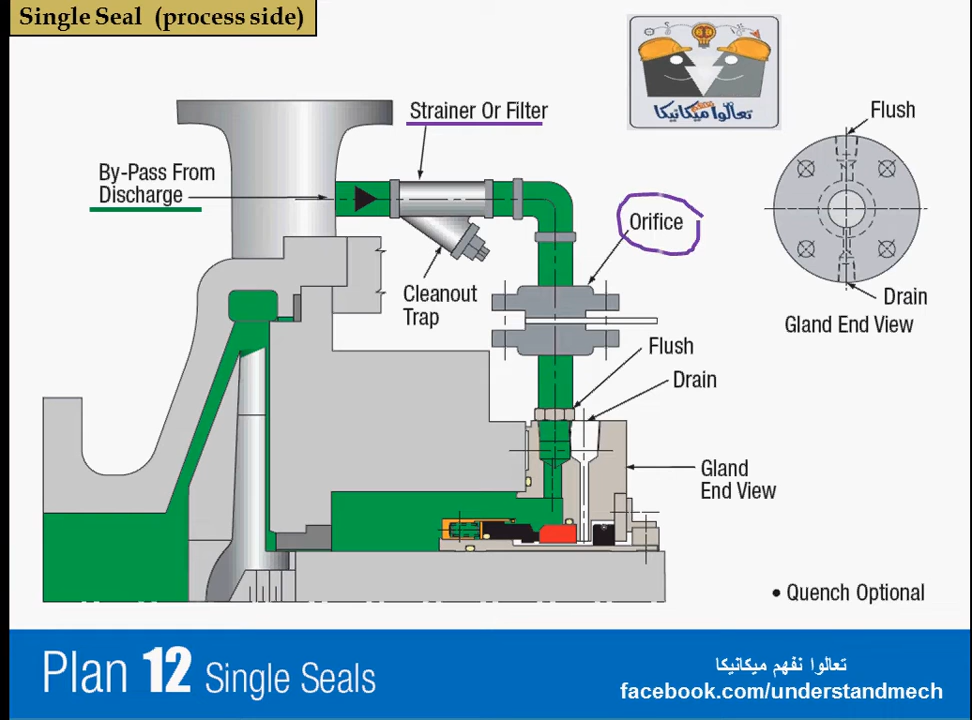 Single Seal (process side)
تعالوا نفهم ميكانيكا
Strainer Or Filter
Flush
By-Pass From
Discharge
Orifice
Cleanout
Trap
Drain
Gland End View
Flush
Drain
Gland
End View
• Quench Optional
Plan 12 Single Seals
تعالوا نفهم ميكانيكا
facebook.com/understandmech